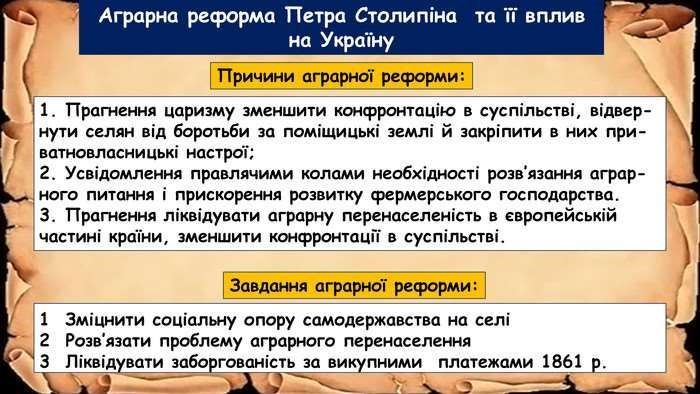 Аграрна реформа Петра Столипіна та її вплив
на Україну
Причини аграрної реформи:
1. Прагнення царизму зменшити конфронтацію в суспільстві, відвер-
нути селян від боротьби за поміщицькі землі й закріпити в них при-
ватновласницькі настрої;
2. Усвідомлення правлячими колами необхідності розв’язання аграр-
ного питання і прискорення розвитку фермерського господарства.
3. Прагнення ліквідувати аграрну перенаселеність в європейській
частині країни, зменшити конфронтації в суспільстві.
Завдання аграрної реформи:
1 Зміцнити соціальну опору самодержавства на селі
2 Розв’язати проблему аграрного перенаселення
3 Ліквідувати заборгованість за викупними платежами 1861 р.